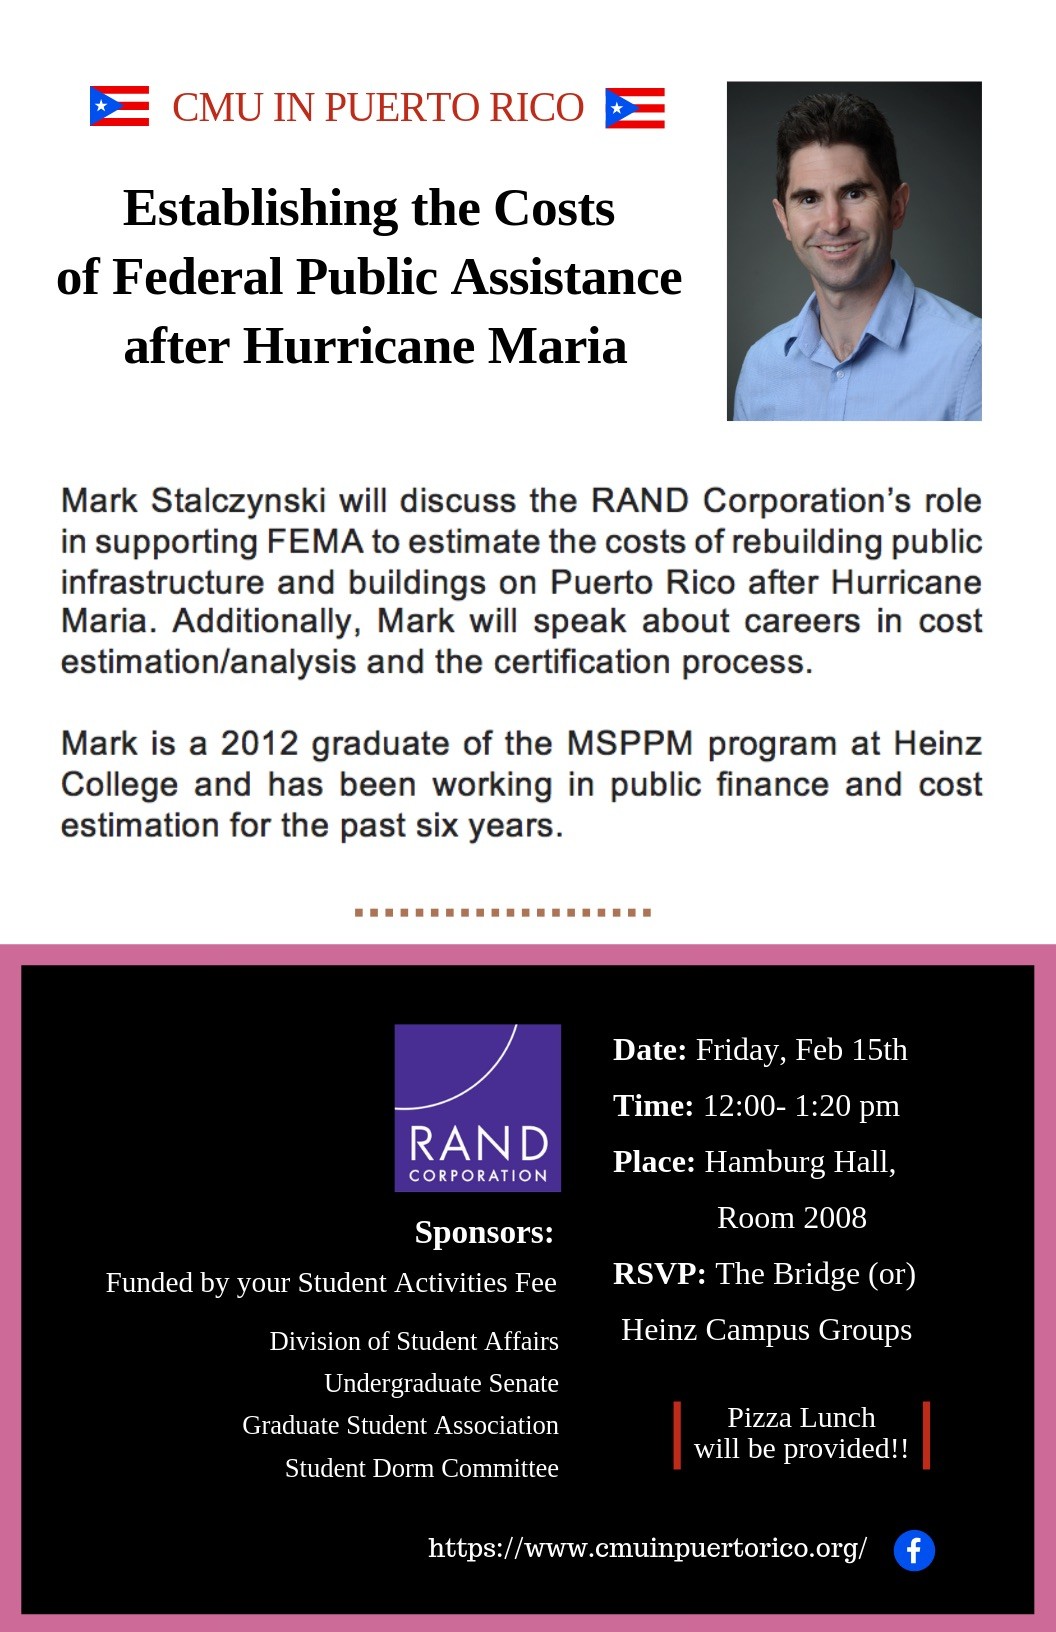 CMU IN PUERTO RICO
Establishing the Costs
of Federal Public Assistance
after Hurricane Maria
Mark Stalczynski will discuss the RAND Corporation’s role
in supporting FEMA to estimate the costs of rebuilding public
infrastructure and buildings on Puerto Rico after Hurricane
Maria. Additionally, Mark will speak about careers in cost
estimation/analysis and the certification process.
Mark is a 2012 graduate of the MSPPM program at Heinz
College and has been working in public finance and cost
estimation for the past six years.
RAND
CORPORATION
Sponsors:
Funded by your Student Activities Fee
Division of Student Affairs
Undergraduate Senate
Graduate Student Association
Student Dorm Committee
Date: Friday, Feb 15th
Time: 12:00- 1:20 pm
Place: Hamburg Hall,
Room 2008
RSVP: The Bridge (or)
Heinz Campus Groups
Pizza Lunch
will be provided!!
https://www.cmuinpuertorico.org/